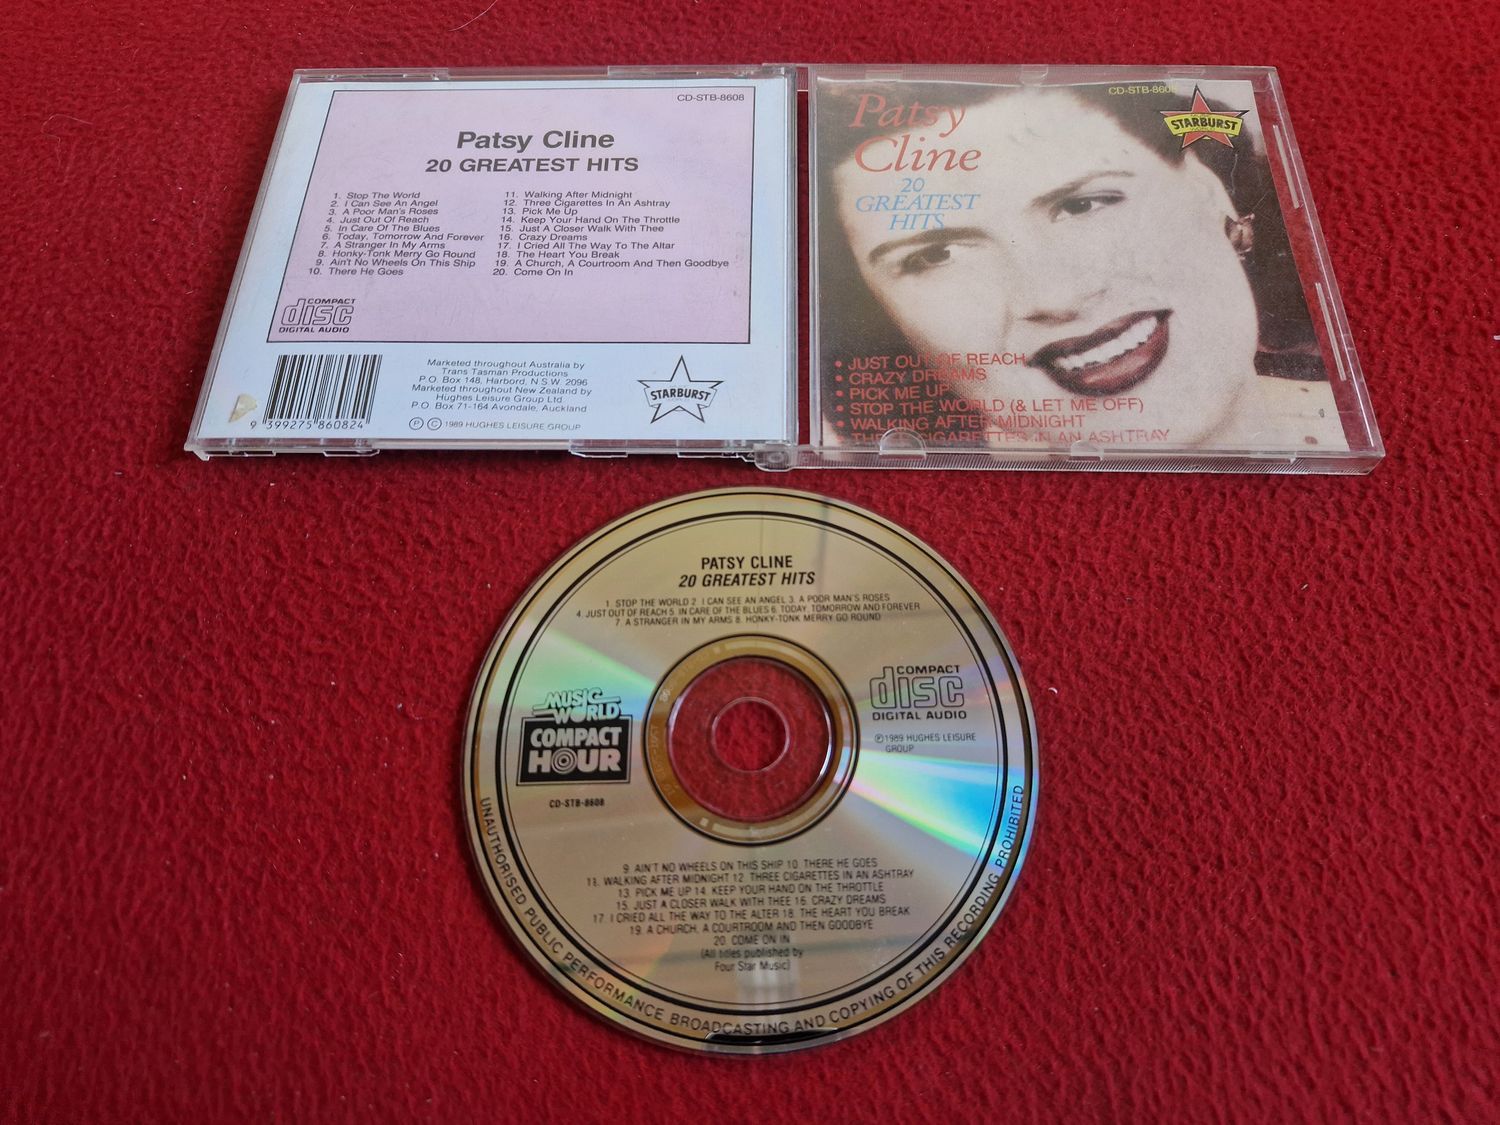 CD-STB-8608
Patsy Cline
20 GREATEST HITS
1. Stop The World
2. I Can See An Angel
3. A Poor Man's Roses
4. Just Out Of Reach
5. In Care Of The Blues
6. Today, Tomorrow And Forever
7. A Stranger In My Arms
8. Honky-Tonk Merry Go Round
9. Ain't No Wheels On This Ship
10. There He Goes
11. Walking After Midnight
12. Three Cigarettes In An Ashtray
13. Pick Me Up
14. Keep Your Hand On The Throttle
15. Just A Closer Walk With Thee
16. Crazy Dreams
17. I Cried All The Way To The Altar
18. The Heart You Break
19. A Church, A Courtroom And Then Goodbye
20. Come On In
COMPACT
disc
DIGITAL AUDIO
9 399275 860824
Marketed throughout Australia by
Trans Tasman Productions
P.O. Box 148, Harbord, N.S.W. 2096
Marketed throughout New Zealand by
Hughes Leisure Group Ltd.
P.O. Box 71-164 Avondale, Auckland
Ⓟ Ⓒ 1989 HUGHES LEISURE GROUP
STARBURST
CD-STB-8608
STARBURST
Patsy
Cline
20
GREATEST
HITS
• JUST OUT OF REACH
• CRAZY DREAMS
• PICK ME UP
• STOP THE WORLD (& LET ME OFF)
• WALKING AFTER MIDNIGHT
• THREE CIGARETTES IN AN ASHTRAY
PATSY CLINE
20 GREATEST HITS
1. STOP THE WORLD 2. I CAN SEE AN ANGEL 3. A POOR MAN'S ROSES
4. JUST OUT OF REACH 5. IN CARE OF THE BLUES 6. TODAY, TOMORROW AND FOREVER
7. A STRANGER IN MY ARMS 8. HONKY-TONK MERRY GO ROUND
MUSIC
WORLD
COMPACT
HOUR
CD-STB-8608
COMPACT
disc
DIGITAL AUDIO
Ⓟ1989 HUGHES LEISURE
GROUP
9 AIN'T NO WHEELS ON THIS SHIP 10. THERE HE GOES
11. WALKING AFTER MIDNIGHT 12. THREE CIGARETTES IN AN ASHTRAY
13. PICK ME UP 14. KEEP YOUR HAND ON THE THROTTLE
15. JUST A CLOSER WALK WITH THEE 16. CRAZY DREAMS
17. I CRIED ALL THE WAY TO THE ALTER 18. THE HEART YOU BREAK
19. A CHURCH, A COURTROOM AND THEN GOODBYE
20. COME ON IN
(All titles published by
Four Star Music)
UNAUTHORISED PUBLIC PERFORMANCE BROADCASTING AND COPYING OF THIS RECORDING PROHIBITED